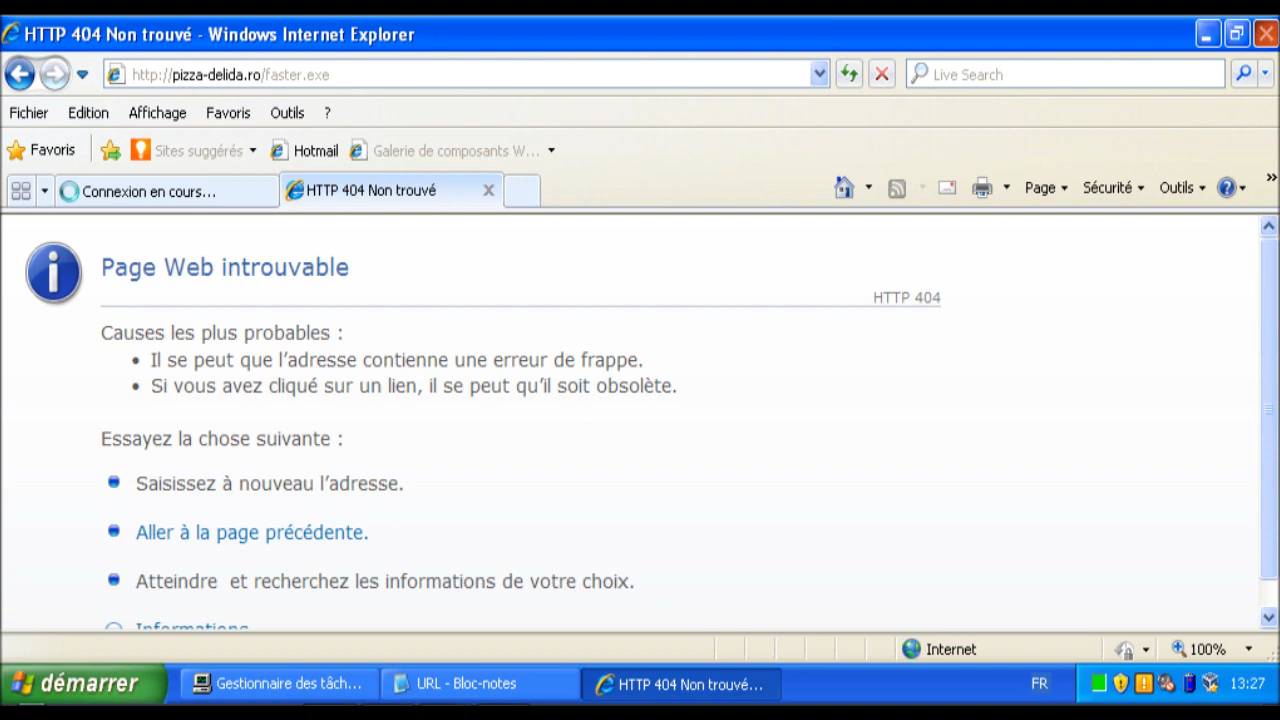 HTTP 404 Non trouvé - Windows Internet Explorer
http://pizza-delida.ro/faster.exe
Live Search
Fichier Edition Affichage Favoris Outils ?
Favoris Sites suggérés Hotmail Galerie de composants W...
Connexion en cours... HTTP 404 Non trouvé Page Sécurité Outils »
Page Web introuvable
HTTP 404
Causes les plus probables :
• Il se peut que l'adresse contienne une erreur de frappe.
• Si vous avez cliqué sur un lien, il se peut qu'il soit obsolète.
Essayez la chose suivante :
Saisissez à nouveau l'adresse.
Aller à la page précédente.
Atteindre et recherchez les informations de votre choix.
Informations
Internet 100%
démarrer Gestionnaire des tâch... URL - Bloc-notes HTTP 404 Non trouvé... FR 13:27